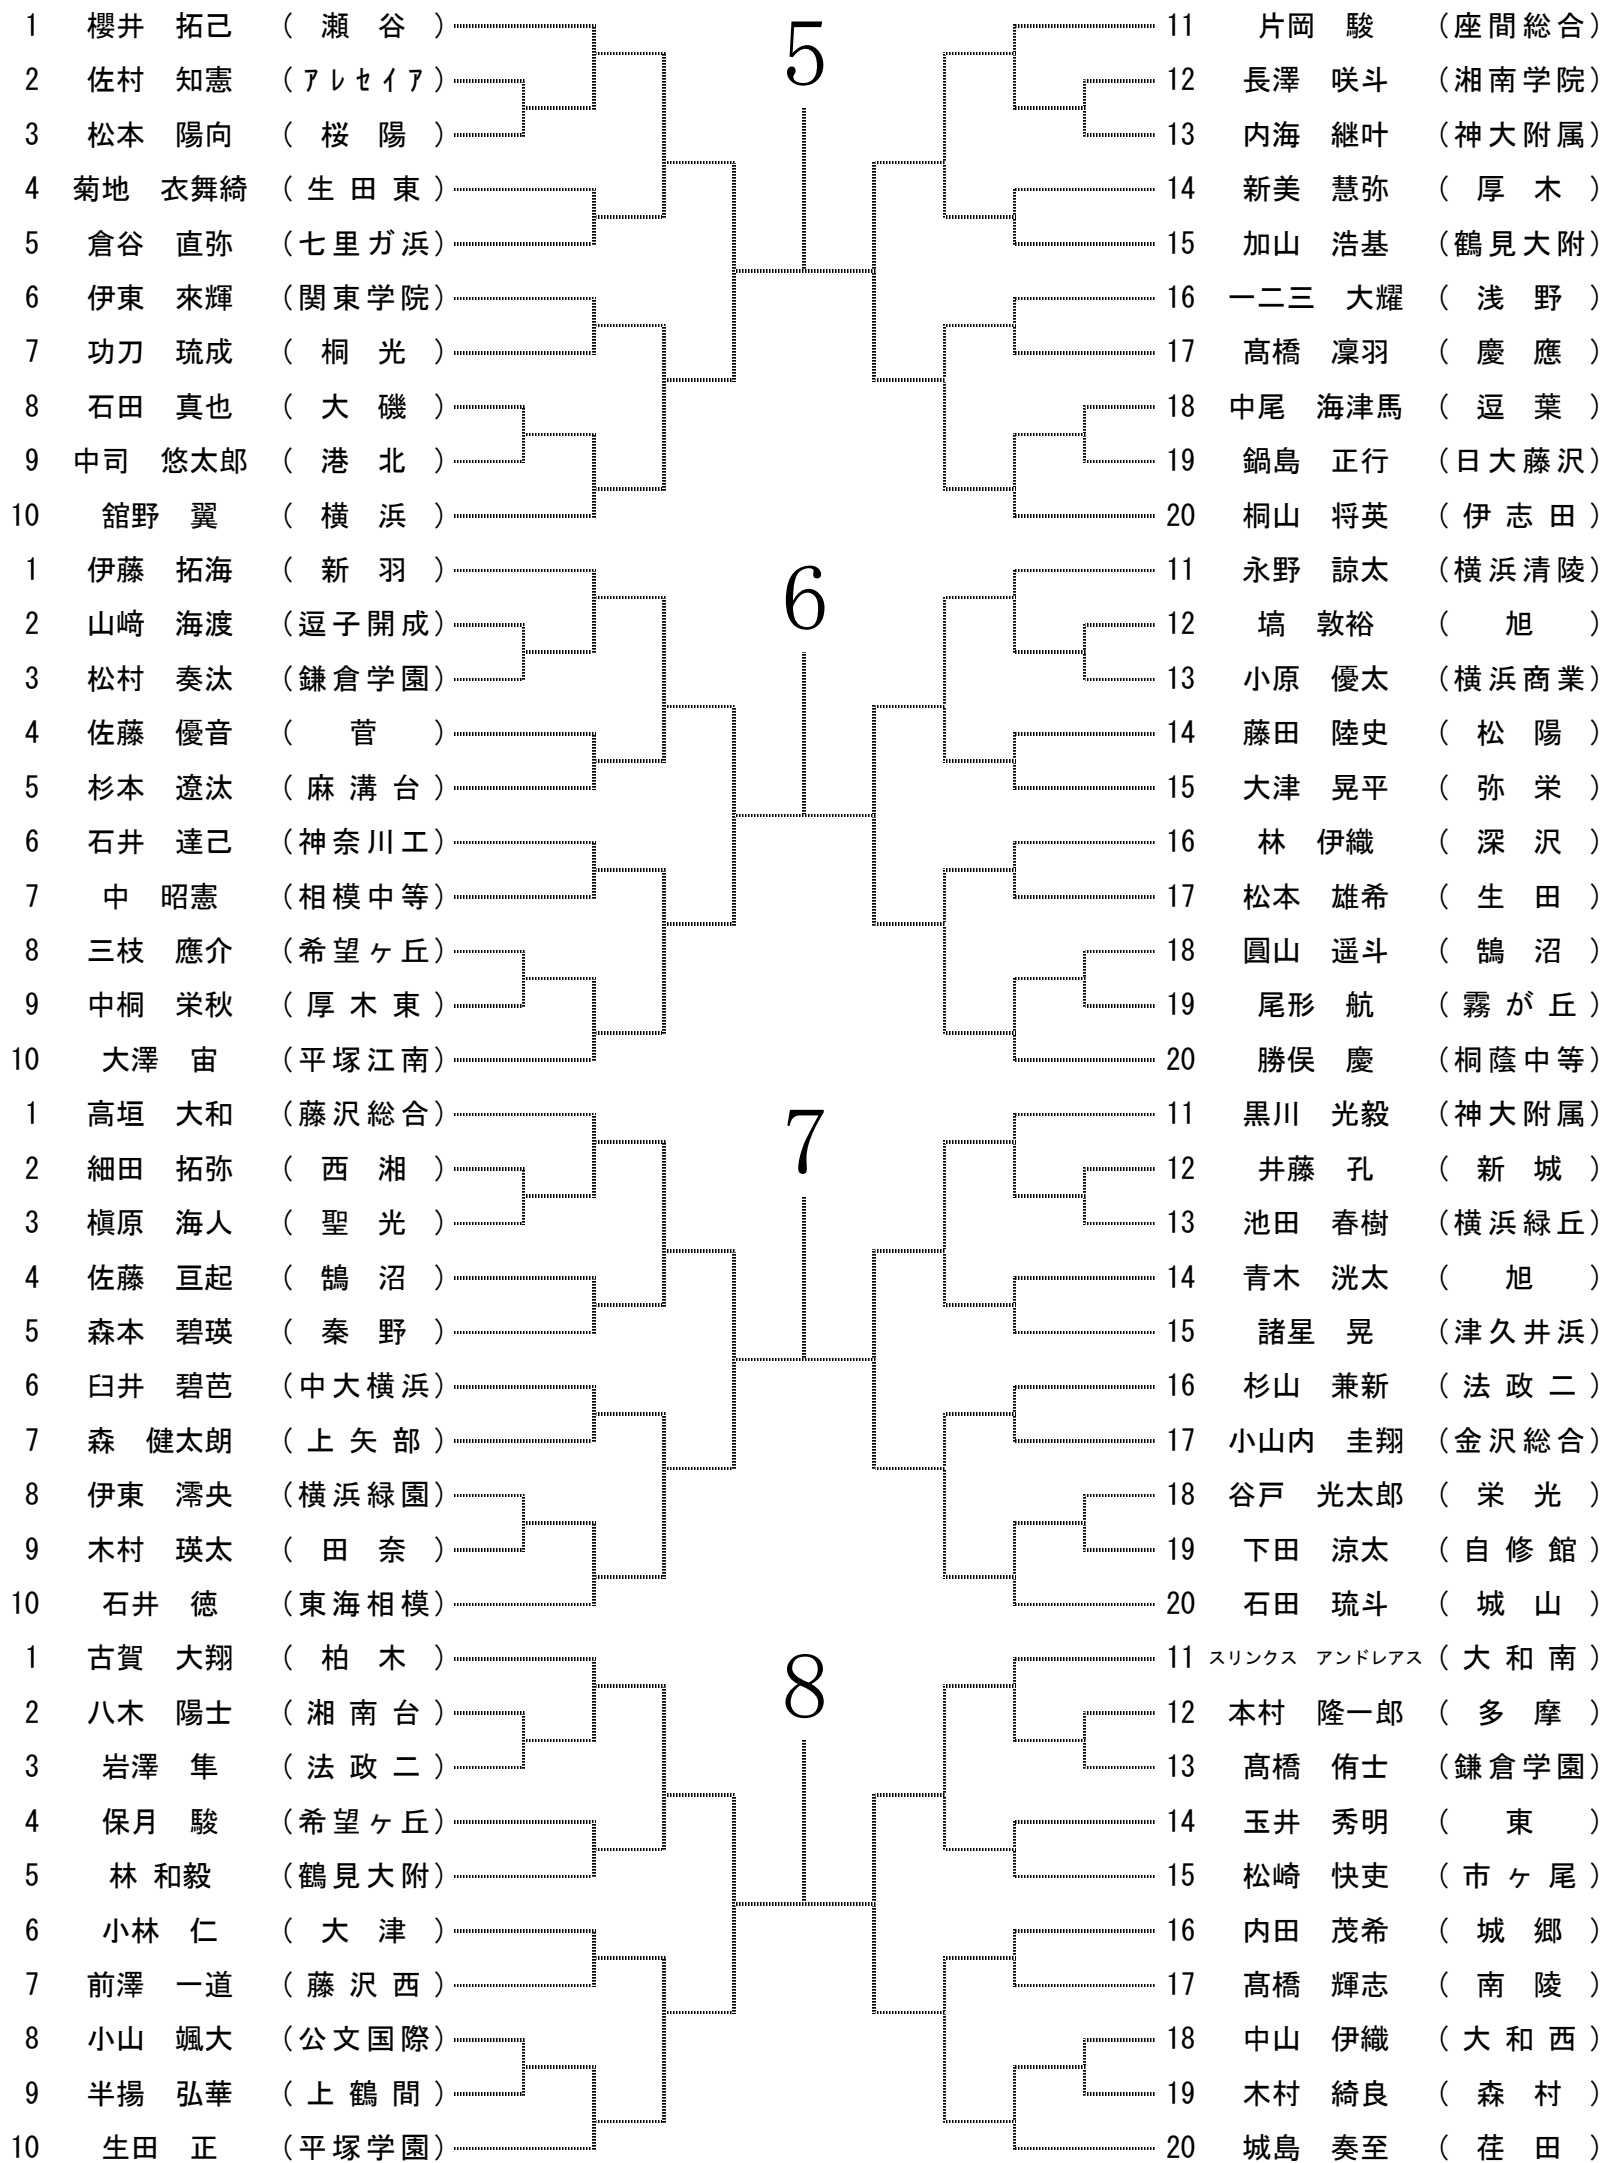 5
1 櫻井 拓己 (瀬谷)
2 佐村 知憲 (アレセイア)
3 松本 陽向 (桜陽)
4 菊地 衣舞綺 (生田東)
5 倉谷 直弥 (七里ガ浜)
6 伊東 來輝 (関東学院)
7 功刀 琉成 (桐光)
8 石田 真也 (大磯)
9 中司 悠太郎 (港北)
10 舘野 翼 (横浜)
11 片岡 駿 (座間総合)
12 長澤 咲斗 (湘南学院)
13 内海 継叶 (神大附属)
14 新美 慧弥 (厚木)
15 加山 浩基 (鶴見大附)
16 一二三 大耀 (浅野)
17 髙橋 凜羽 (慶應)
18 中尾 海津馬 (逗葉)
19 鍋島 正行 (日大藤沢)
20 桐山 将英 (伊志田)
6
1 伊藤 拓海 (新羽)
2 山﨑 海渡 (逗子開成)
3 松村 奏汰 (鎌倉学園)
4 佐藤 優音 (菅)
5 杉本 遼汰 (麻溝台)
6 石井 達己 (神奈川工)
7 中 昭憲 (相模中等)
8 三枝 應介 (希望ヶ丘)
9 中桐 栄秋 (厚木東)
10 大澤 宙 (平塚江南)
11 永野 諒太 (横浜清陵)
12 塙 敦裕 (旭)
13 小原 優太 (横浜商業)
14 藤田 陸史 (松陽)
15 大津 晃平 (弥栄)
16 林 伊織 (深沢)
17 松本 雄希 (生田)
18 圓山 遥斗 (鵠沼)
19 尾形 航 (霧が丘)
20 勝俣 慶 (桐蔭中等)
7
1 高垣 大和 (藤沢総合)
2 細田 拓弥 (西湘)
3 槇原 海人 (聖光)
4 佐藤 亘起 (鵠沼)
5 森本 碧瑛 (秦野)
6 臼井 碧芭 (中大横浜)
7 森 健太朗 (上矢部)
8 伊東 澪央 (横浜緑園)
9 木村 瑛太 (田奈)
10 石井 徳 (東海相模)
11 黒川 光毅 (神大附属)
12 井藤 孔 (新城)
13 池田 春樹 (横浜緑丘)
14 青木 洸太 (旭)
15 諸星 晃 (津久井浜)
16 杉山 兼新 (法政二)
17 小山内 圭翔 (金沢総合)
18 谷戸 光太郎 (栄光)
19 下田 涼太 (自修館)
20 石田 琉斗 (城山)
8
1 古賀 大翔 (柏木)
2 八木 陽士 (湘南台)
3 岩澤 隼 (法政二)
4 保月 駿 (希望ヶ丘)
5 林 和毅 (鶴見大附)
6 小林 仁 (大津)
7 前澤 一道 (藤沢西)
8 小山 颯大 (公文国際)
9 半揚 弘華 (上鶴間)
10 生田 正 (平塚学園)
11 スリンクス アンドレアス (大和南)
12 本村 隆一郎 (多摩)
13 髙橋 侑士 (鎌倉学園)
14 玉井 秀明 (東)
15 松崎 快吏 (市ヶ尾)
16 内田 茂希 (城郷)
17 髙橋 輝志 (南陵)
18 中山 伊織 (大和西)
19 木村 綺良 (森村)
20 城島 奏至 (荏田)